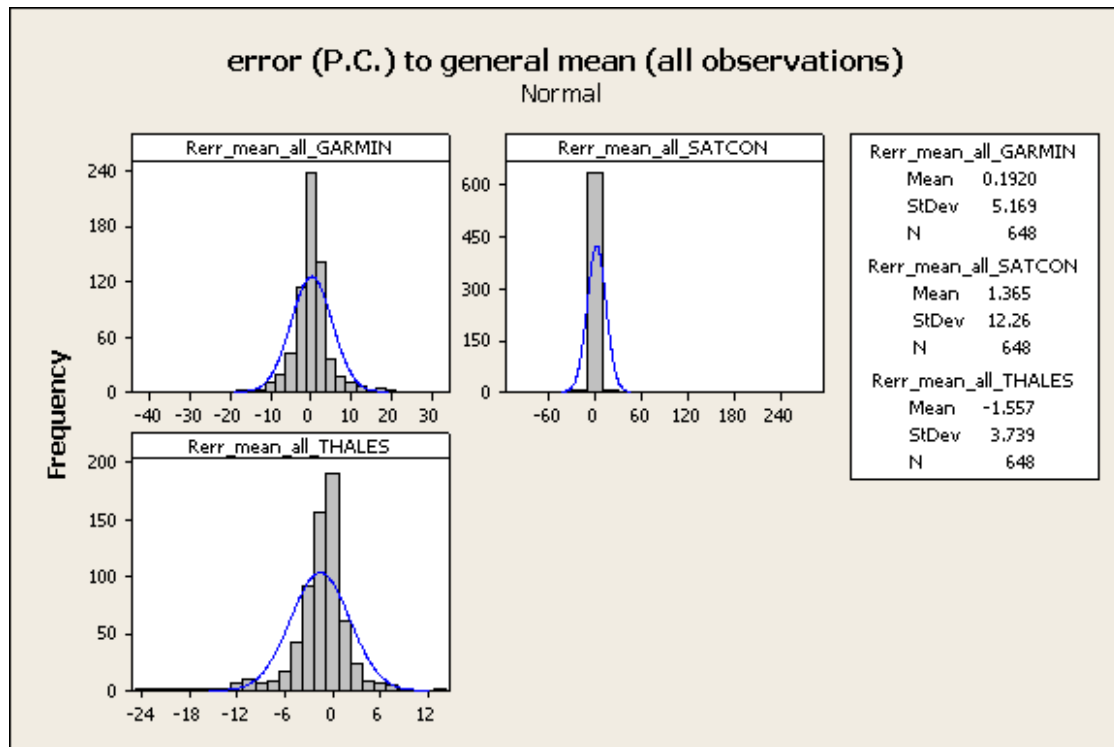 error (P.C.) to general mean (all observations)
Normal
Frequency
Rerr_mean_all_GARMIN
240
180
120
60
0
-40 -30 -20 -10 0 10 20 30
Rerr_mean_all_SATCON
600
450
300
150
0
-60 0 60 120 180 240
Rerr_mean_all_THALES
200
150
100
50
0
-24 -18 -12 -6 0 6 12
Rerr_mean_all_GARMIN
Mean 0.1920
StDev 5.169
N 648
Rerr_mean_all_SATCON
Mean 1.365
StDev 12.26
N 648
Rerr_mean_all_THALES
Mean -1.557
StDev 3.739
N 648